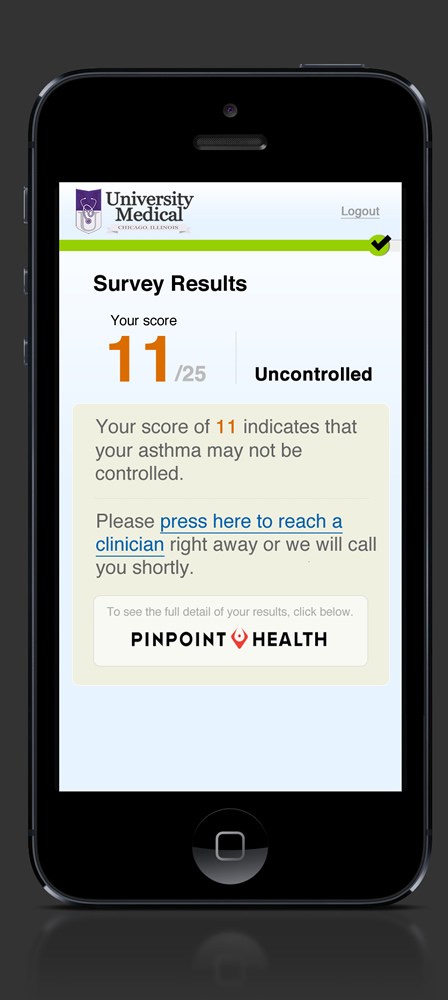 University
Medical
CHICAGO, ILLINOIS
Logout
Survey Results
Your score
11/25
Uncontrolled
Your score of 11 indicates that
your asthma may not be
controlled.
Please press here to reach a
clinician right away or we will call
you shortly.
To see the full detail of your results, click below.
PINPOINT HEALTH